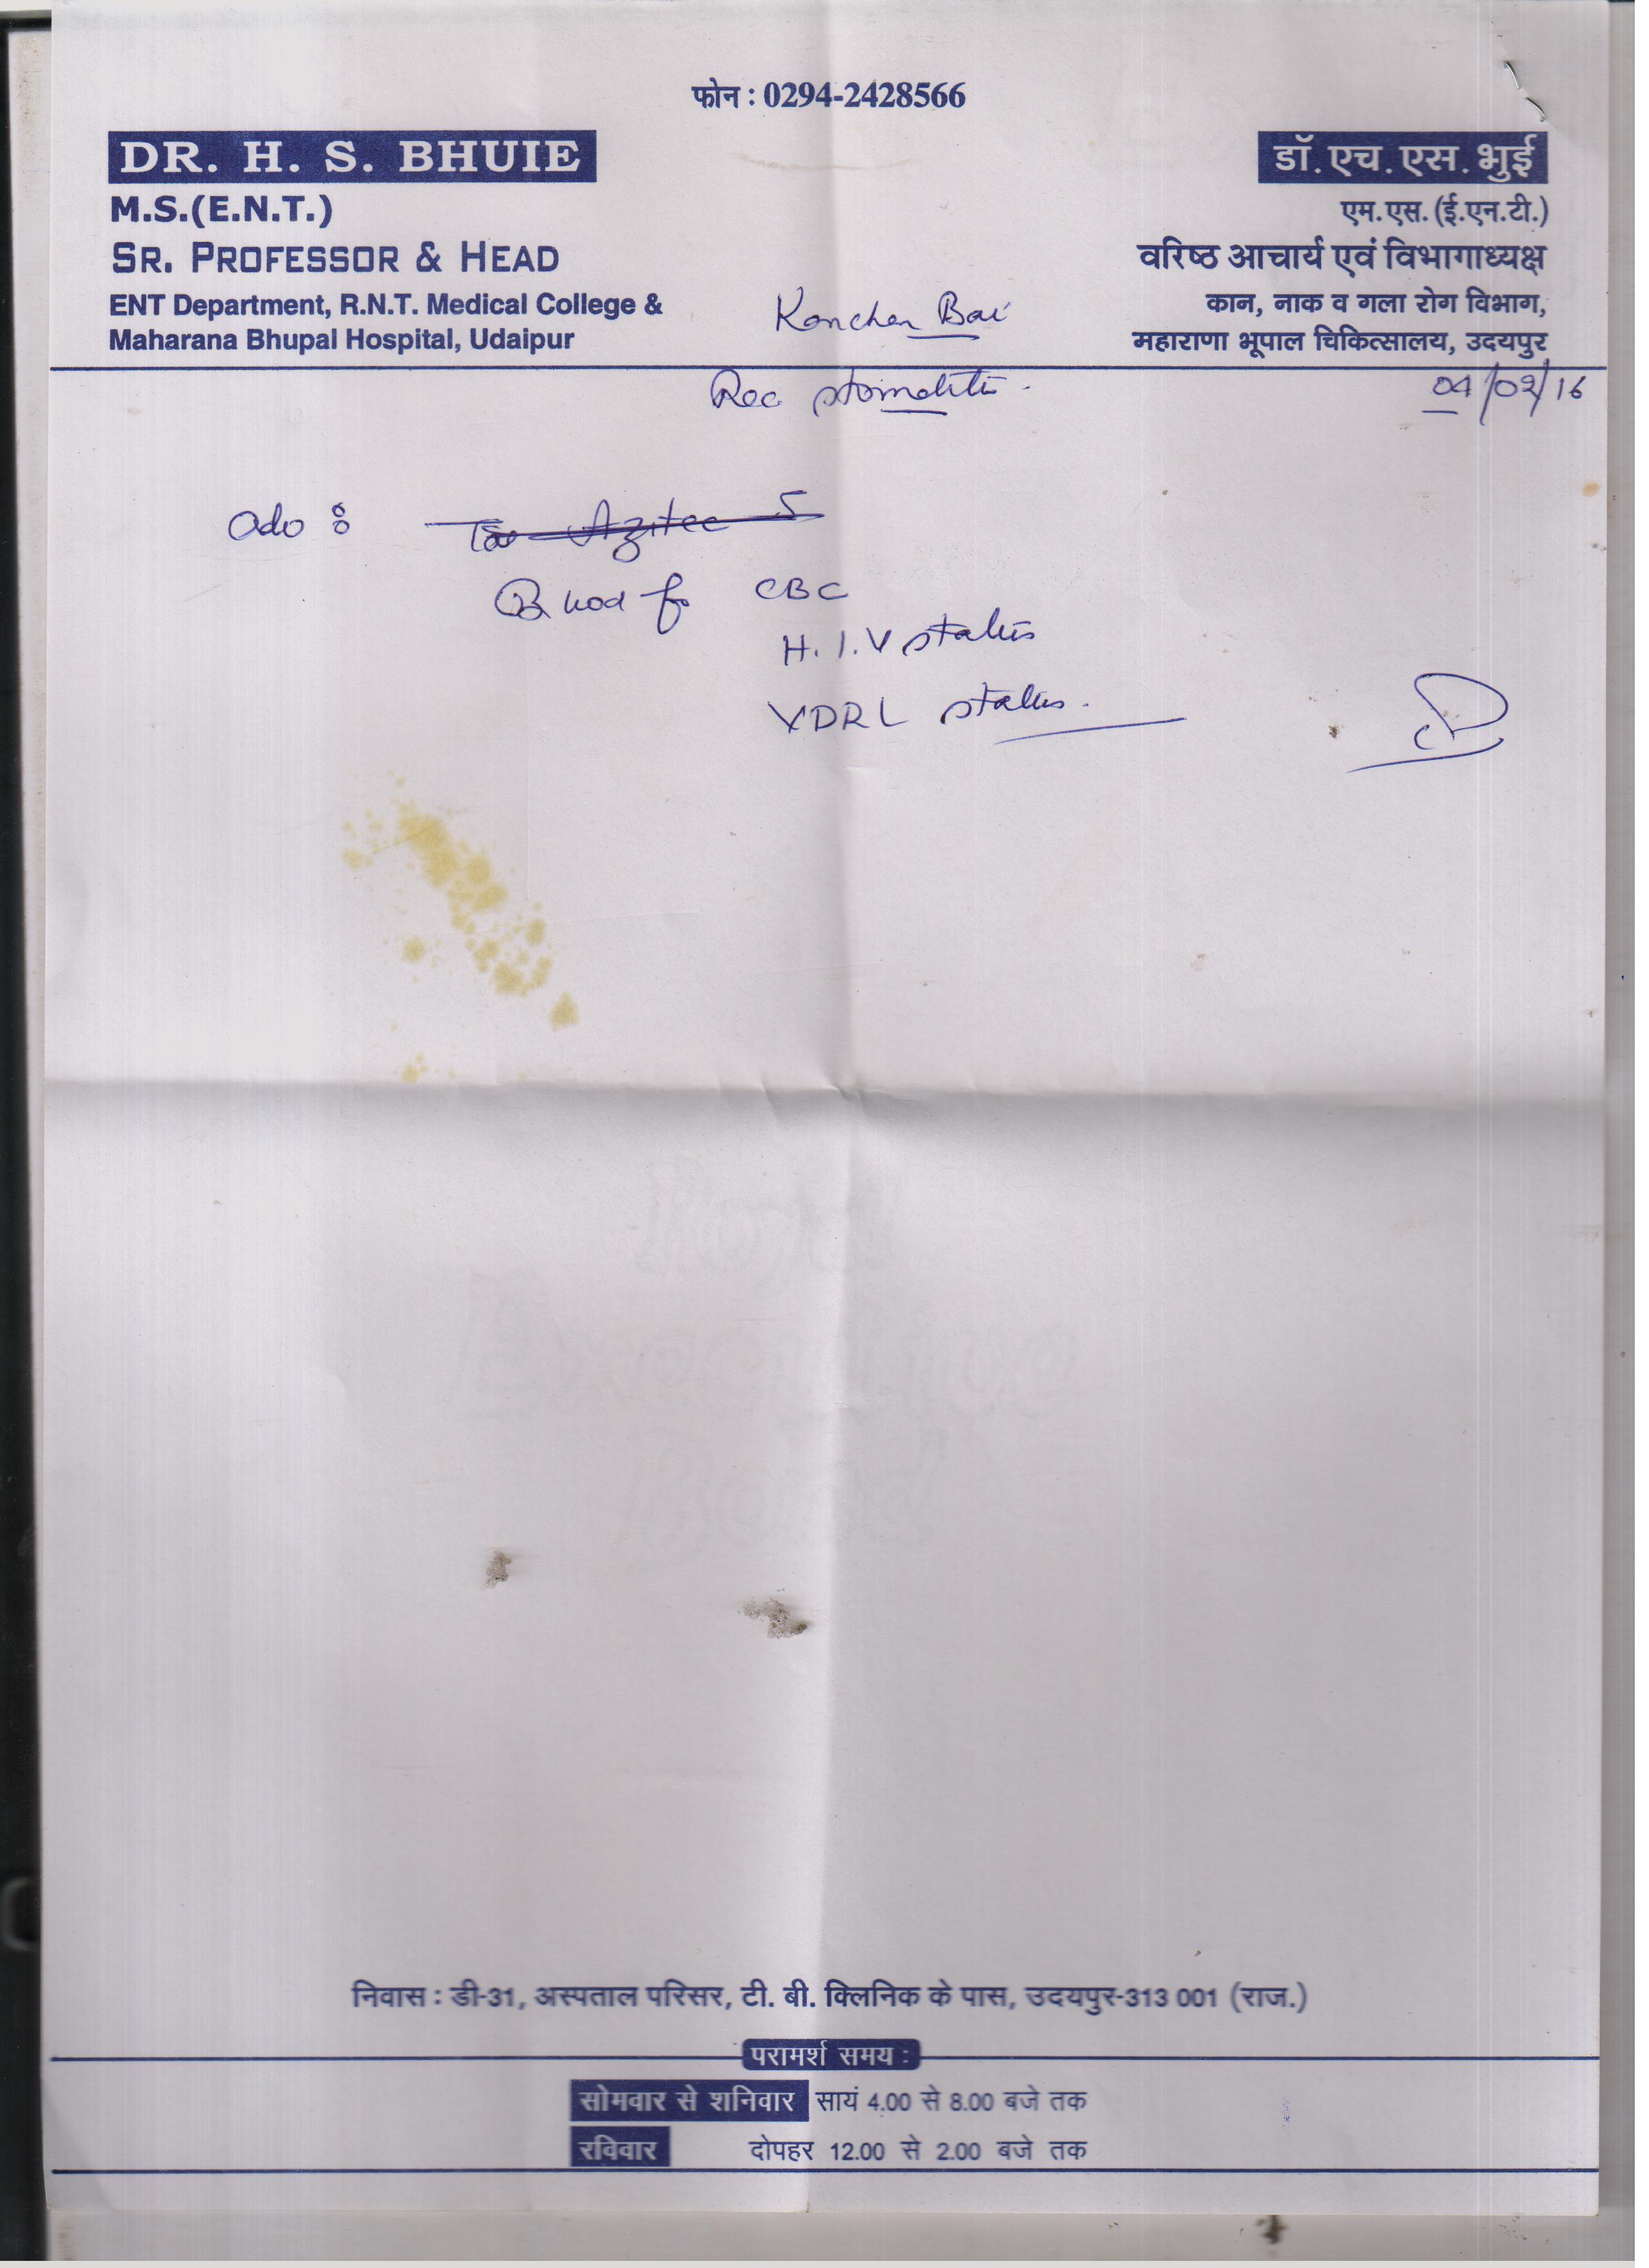 फोन : 0294-2428566
DR. H. S. BHUIE
M.S.(E.N.T.)
SR. PROFESSOR & HEAD
ENT Department, R.N.T. Medical College &
Maharana Bhupal Hospital, Udaipur
डॉ. एच. एस. भुई
एम. एस. (ई.एन.टी.)
वरिष्ठ आचार्य एवं विभागाध्यक्ष
कान, नाक व गला रोग विभाग,
महाराणा भूपाल चिकित्सालय, उदयपुर
Kanchan Bai
Rec stomatitis
04/02/16
CBC
H.I.V status
VDRL status.
निवास : डी-31, अस्पताल परिसर, टी. बी. क्लिनिक के पास, उदयपुर-313 001 (राज.)
परामर्श समय :
सोमवार से शनिवार सायं 4.00 से 8.00 बजे तक
रविवार दोपहर 12.00 से 2.00 बजे तक